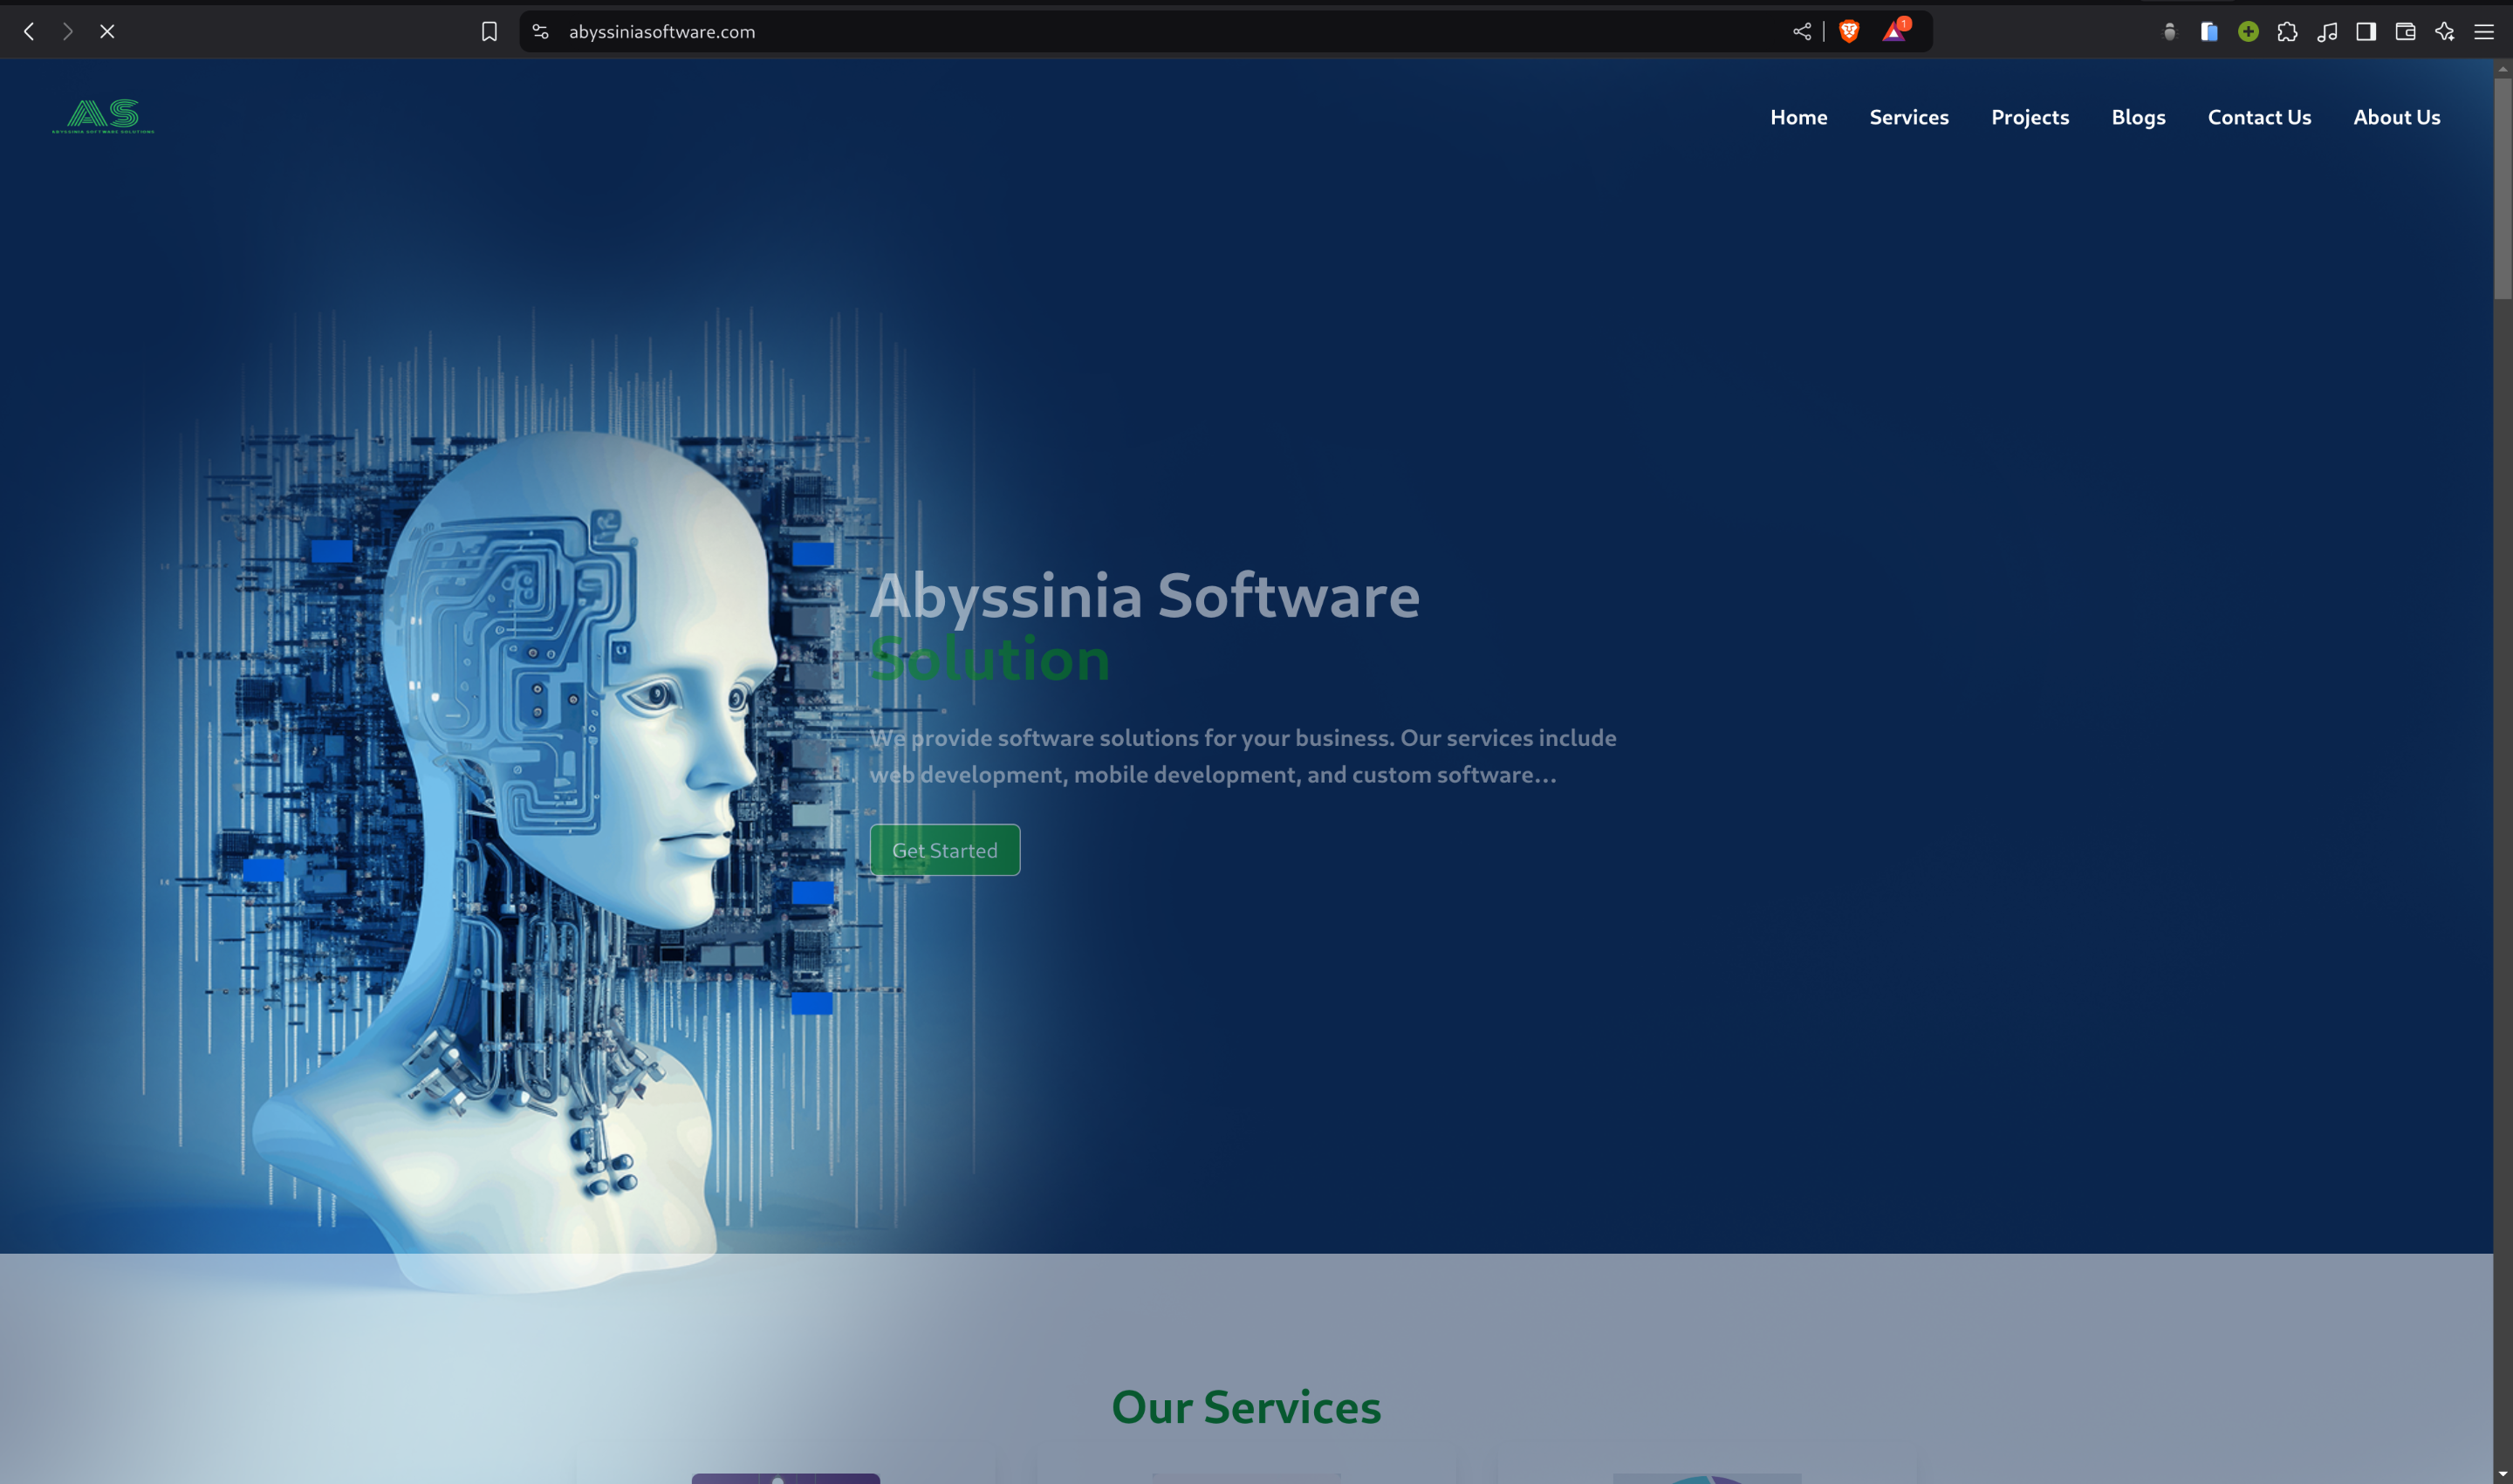 abyssiniasoftware.com
1
AS
ABYSSINIA SOFTWARE SOLUTIONS
Home Services Projects Blogs Contact Us About Us
Abyssinia Software
Solution
We provide software solutions for your business. Our services include
web development, mobile development, and custom software...
Get Started
Our Services